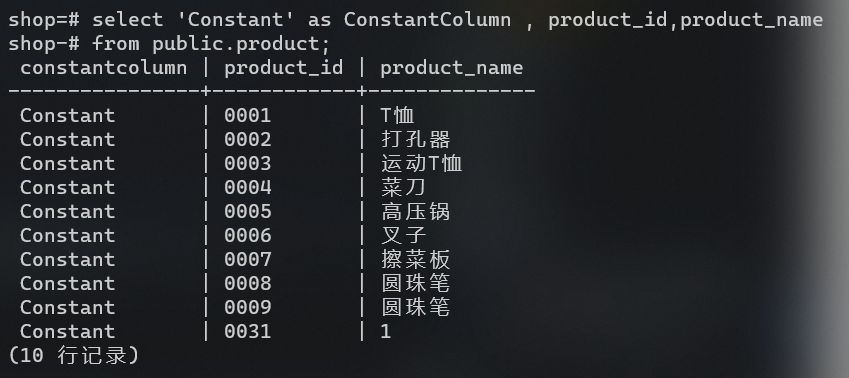 shop=# select 'Constant' as ConstantColumn , product_id,product_name
shop-# from public.product;
 constantcolumn | product_id | product_name
----------------+------------+--------------
 Constant       | 0001       | T恤
 Constant       | 0002       | 打孔器
 Constant       | 0003       | 运动T恤
 Constant       | 0004       | 菜刀
 Constant       | 0005       | 高压锅
 Constant       | 0006       | 叉子
 Constant       | 0007       | 擦菜板
 Constant       | 0008       | 圆珠笔
 Constant       | 0009       | 圆珠笔
 Constant       | 0031       | 1
(10 行记录)